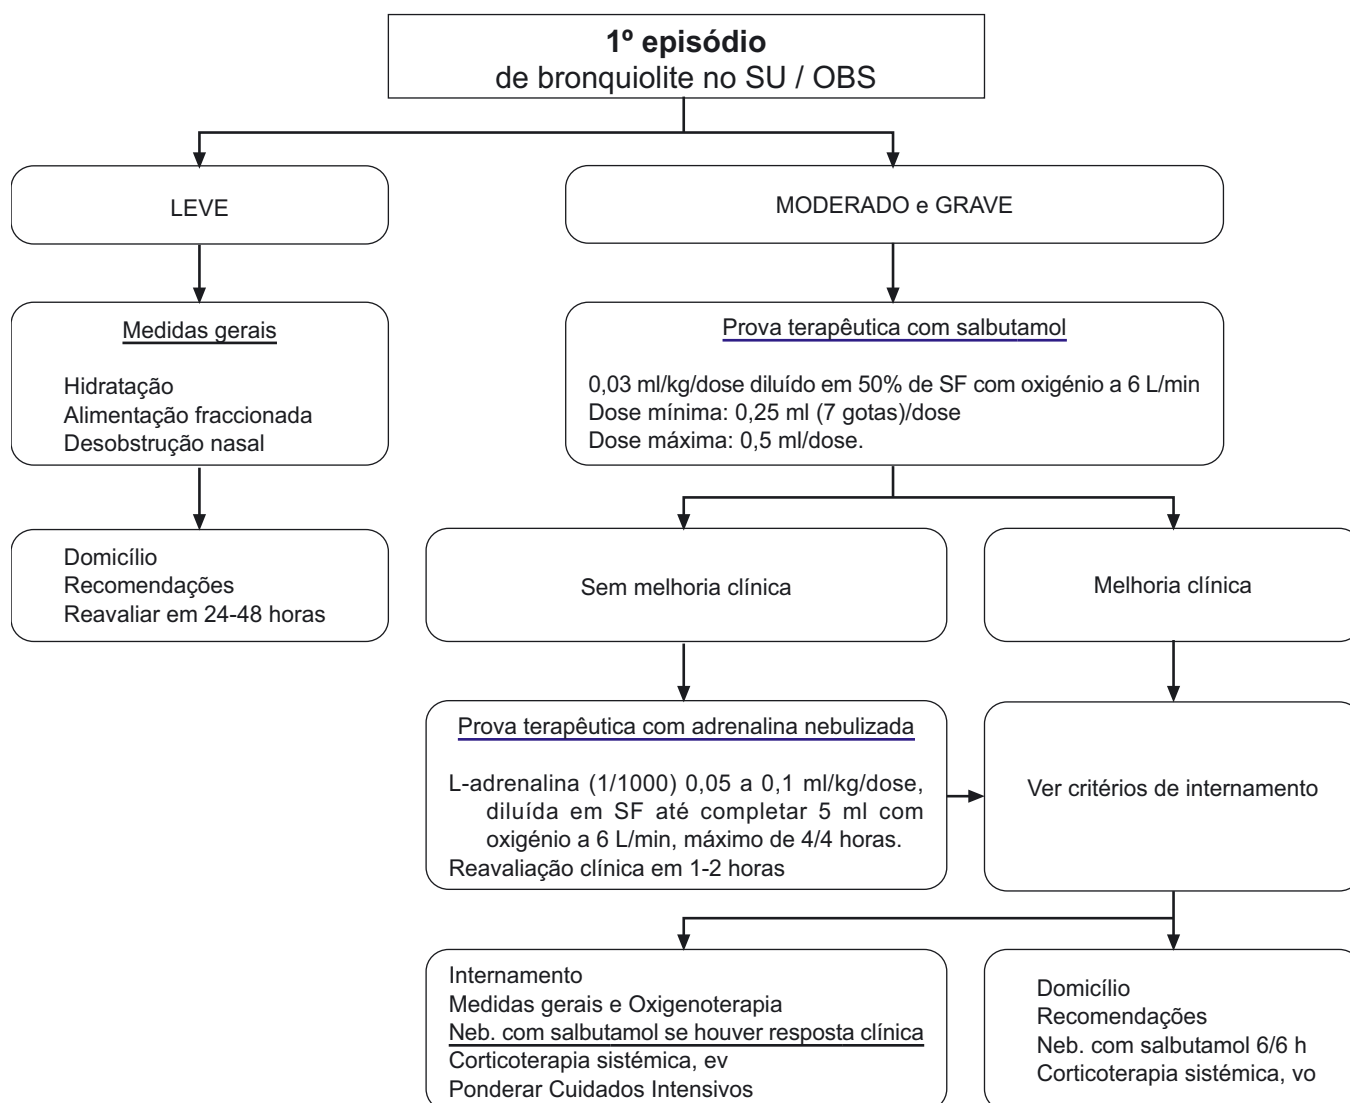 1º episódio
de bronquiolite no SU / OBS
LEVE
MODERADO e GRAVE
Medidas gerais
Hidratação
Alimentação fraccionada
Desobstrução nasal
Prova terapêutica com salbutamol
0,03 ml/kg/dose diluído em 50% de SF com oxigénio a 6 L/min
Dose mínima: 0,25 ml (7 gotas)/dose
Dose máxima: 0,5 ml/dose.
Domicílio
Recomendações
Reavaliar em 24-48 horas
Sem melhoria clínica
Melhoria clínica
Prova terapêutica com adrenalina nebulizada
L-adrenalina (1/1000) 0,05 a 0,1 ml/kg/dose,
diluída em SF até completar 5 ml com
oxigénio a 6 L/min, máximo de 4/4 horas.
Reavaliação clínica em 1-2 horas
Ver critérios de internamento
Internamento
Medidas gerais e Oxigenoterapia
Neb. com salbutamol se houver resposta clínica
Corticoterapia sistémica, ev
Ponderar Cuidados Intensivos
Domicílio
Recomendações
Neb. com salbutamol 6/6 h
Corticoterapia sistémica, vo